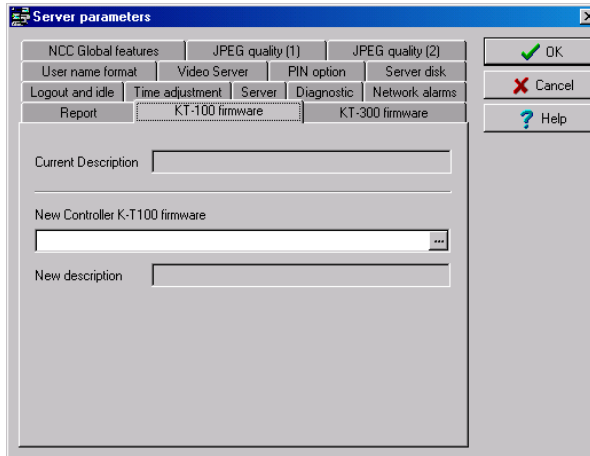 Server parameters
NCC Global features JPEG quality (1) JPEG quality (2)
User name format Video Server PIN option Server disk
Logout and idle Time adjustment Server Diagnostic Network alarms
Report KT-100 firmware KT-300 firmware
OK
Cancel
Help
Current Description
New Controller K-T100 firmware
...
New description